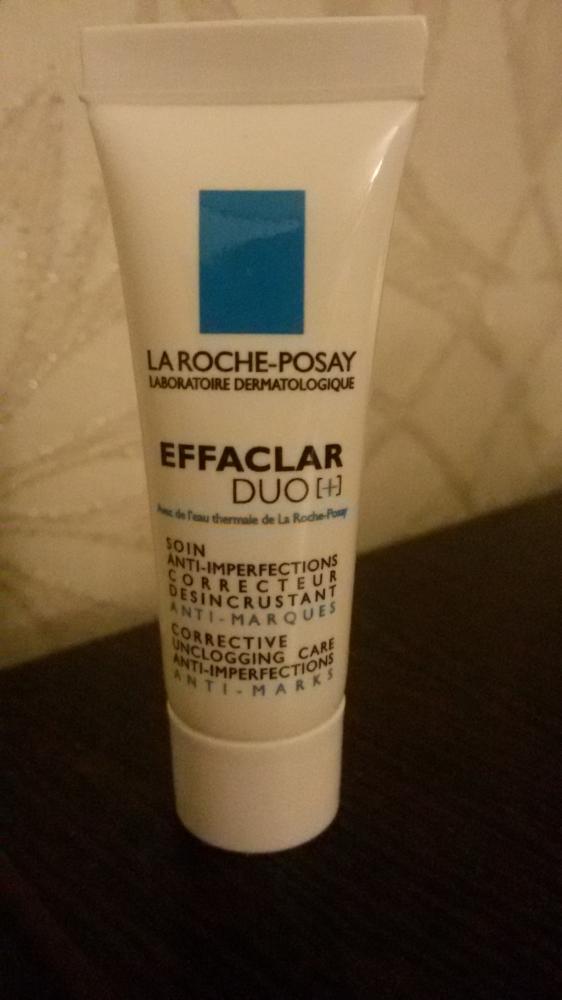 LA ROCHE-POSAY
LABORATOIRE DERMATOLOGIQUE
EFFACLAR
DUO [+]
Avec de l'eau thermale de La Roche-Posay
SOIN
ANTI-IMPERFECTIONS
CORRECTEUR
DESINCRUSTANT
ANTI-MARQUES
CORRECTIVE
UNCLOGGING CARE
ANTI-IMPERFECTIONS
ANTI-MARKS